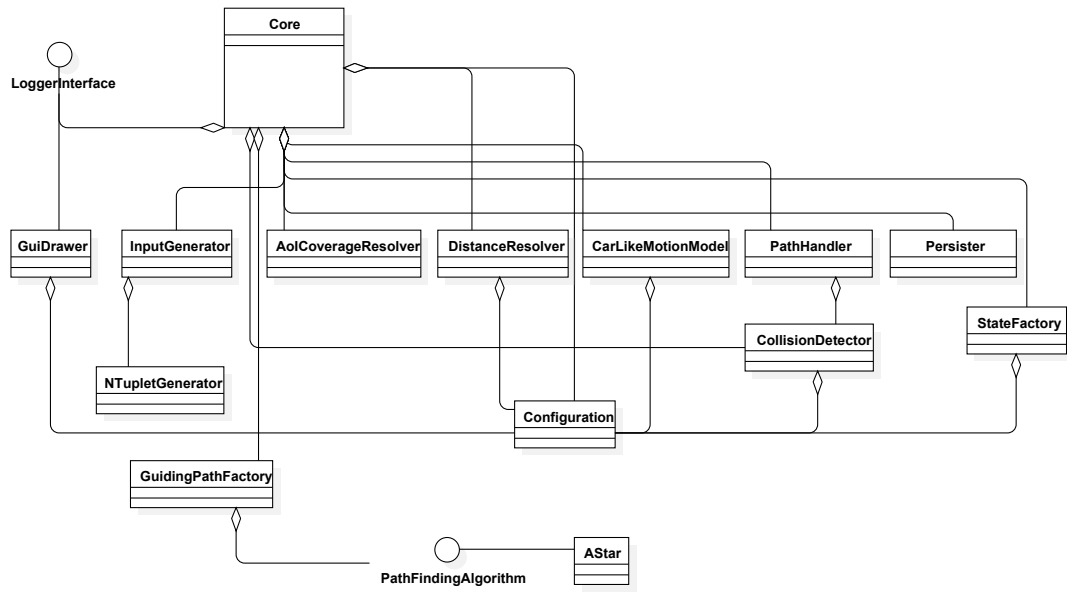 Core
LoggerInterface
GuiDrawer
InputGenerator
AoICoverageResolver
DistanceResolver
CarLikeMotionModel
PathHandler
Persister
StateFactory
CollisionDetector
NTupletGenerator
Configuration
GuidingPathFactory
AStar
PathFindingAlgorithm